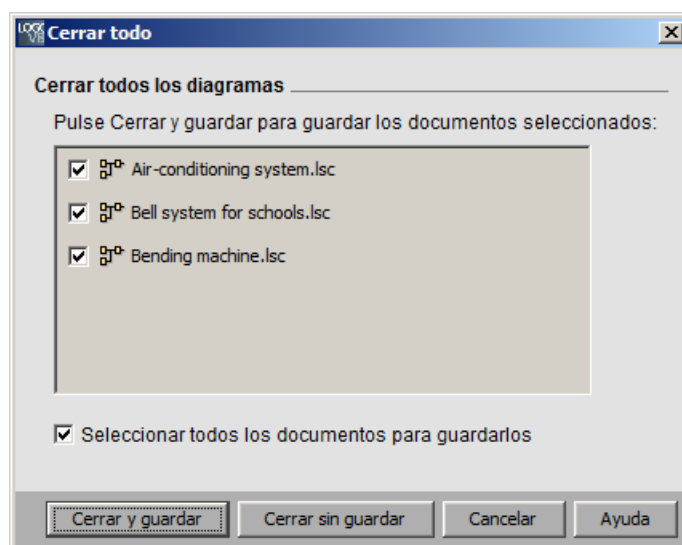 Cerrar todo
Cerrar todos los diagramas
Pulse Cerrar y guardar para guardar los documentos seleccionados:
Air-conditioning system.lsc
Bell system for schools.lsc
Bending machine.lsc
Seleccionar todos los documentos para guardarlos
Cerrar y guardar Cerrar sin guardar Cancelar Ayuda